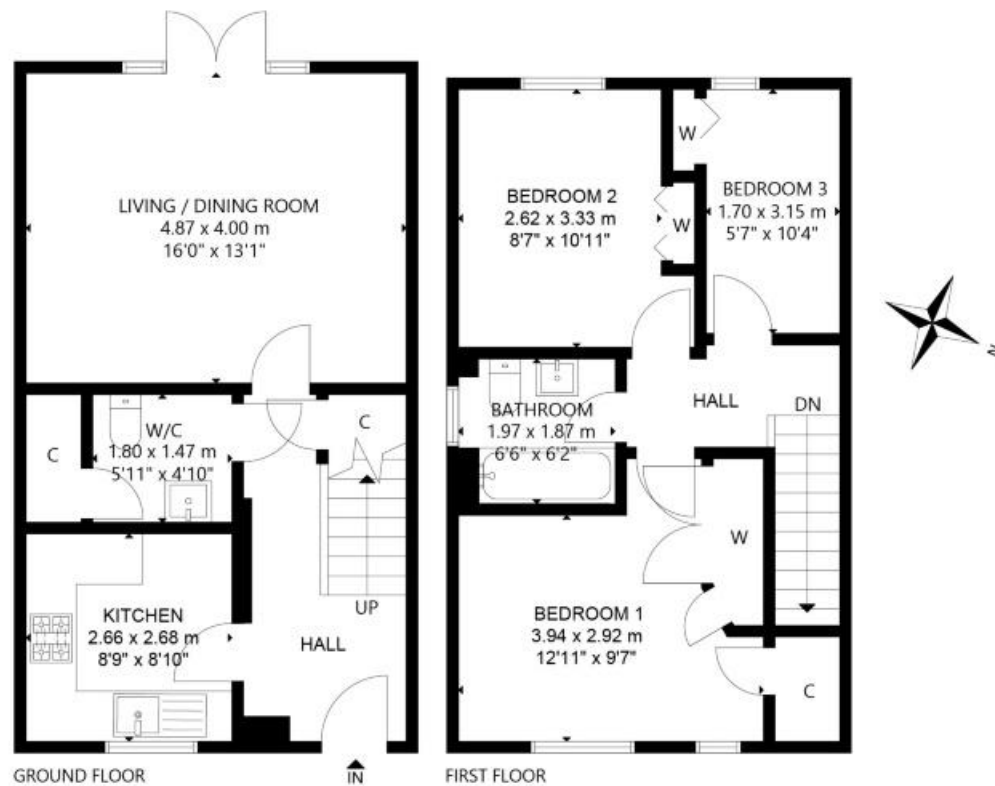 LIVING / DINING ROOM
4.87 x 4.00 m
16'0" x 13'1"
C
W/C
1.80 x 1.47 m
5'11" x 4'10"
C
KITCHEN
2.66 x 2.68 m
8'9" x 8'10"
UP
HALL
IN
GROUND FLOOR
BEDROOM 2
2.62 x 3.33 m
8'7" x 10'11"
W
W
BEDROOM 3
1.70 x 3.15 m
5'7" x 10'4"
BATHROOM
1.97 x 1.87 m
6'6" x 6'2"
HALL
DN
W
BEDROOM 1
3.94 x 2.92 m
12'11" x 9'7"
C
FIRST FLOOR
N